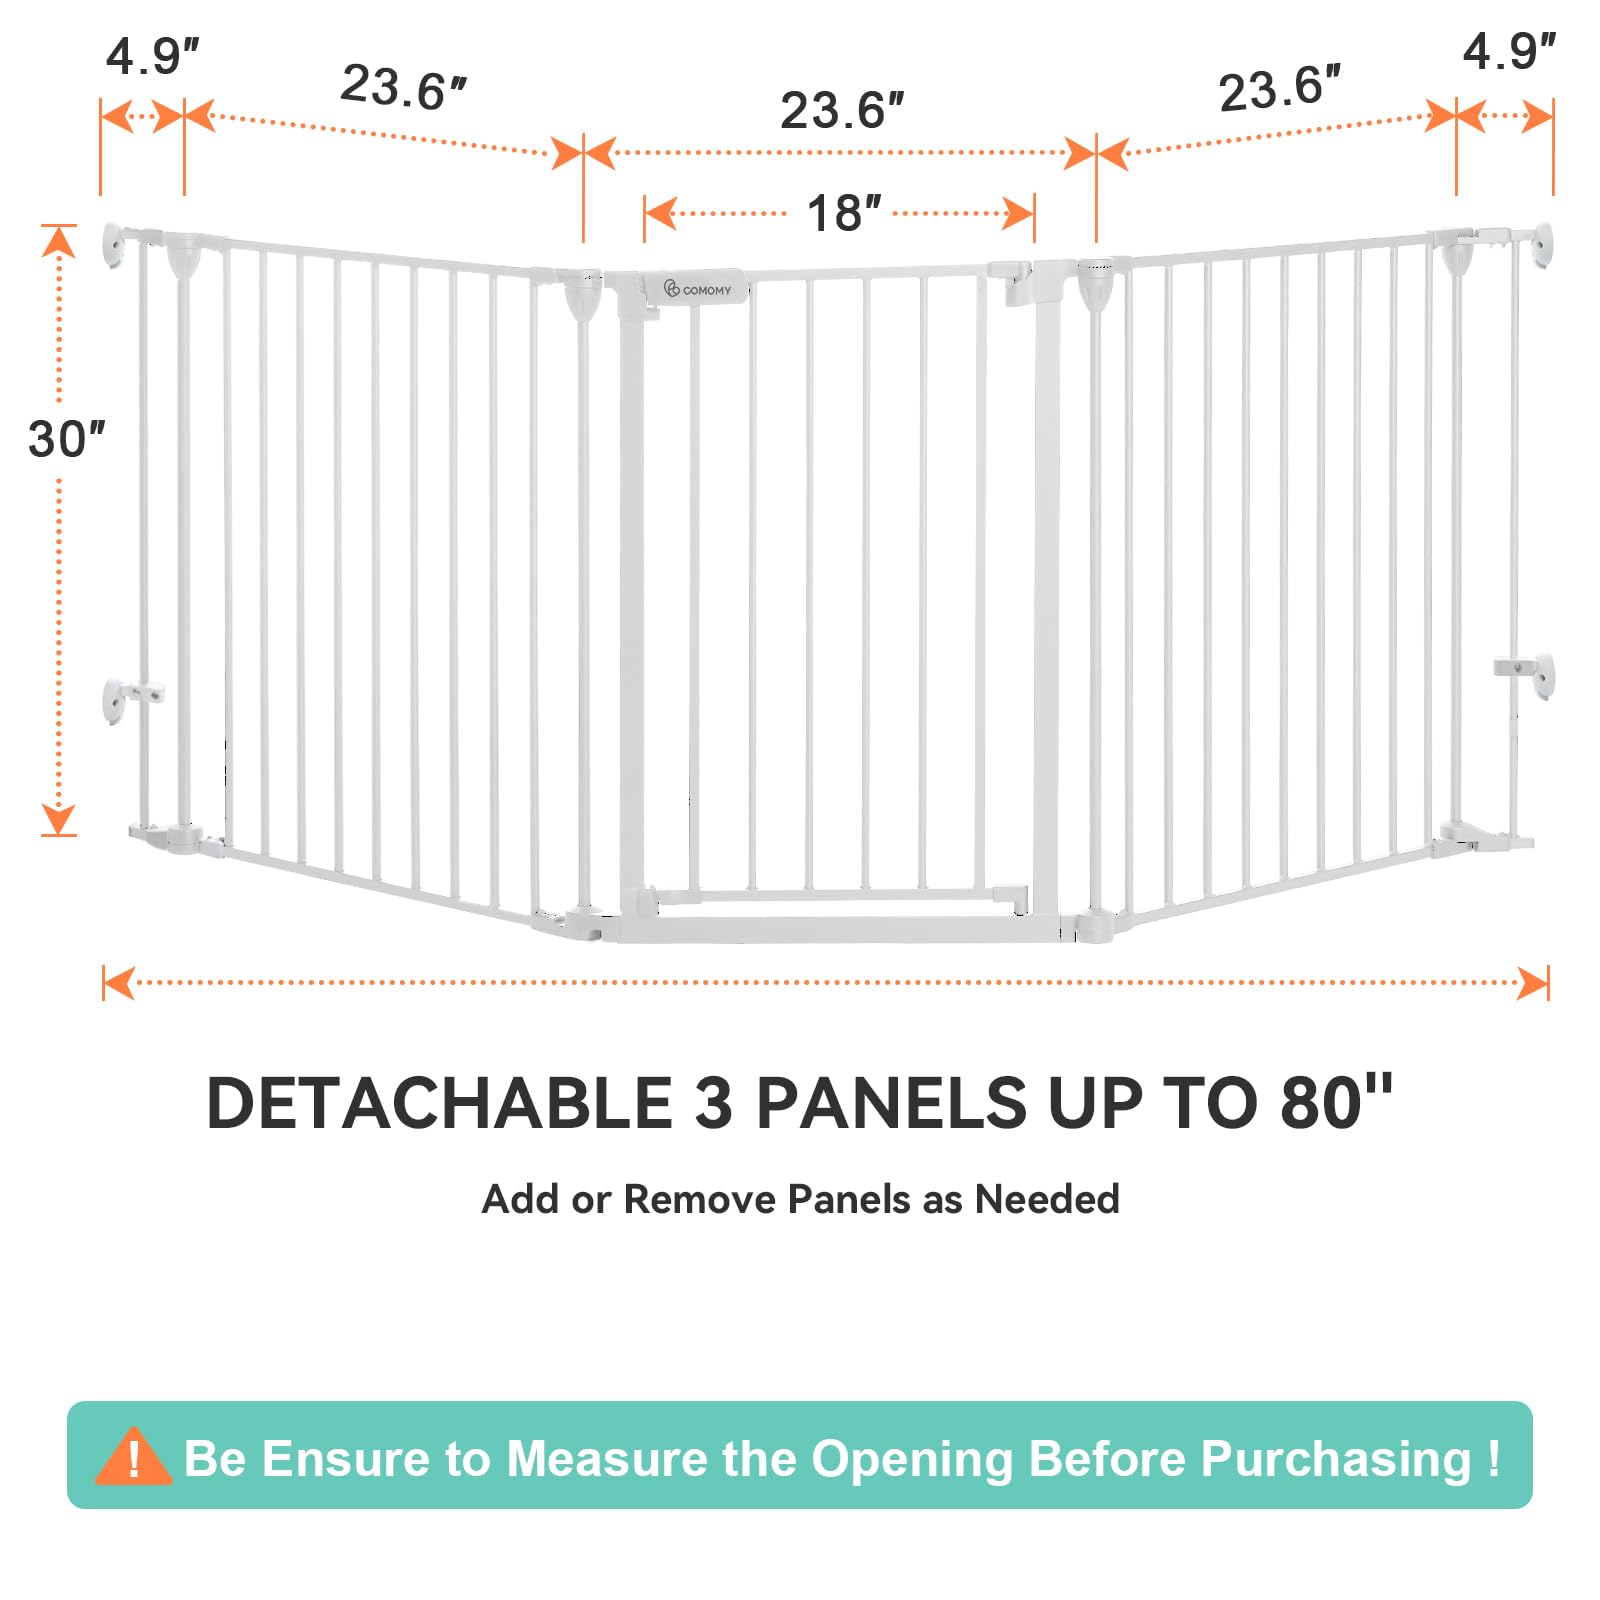 4.9" 23.6" 23.6" 23.6" 4.9"
18"
COMOMY
30"
DETACHABLE 3 PANELS UP TO 80"
Add or Remove Panels as Needed
! Be Ensure to Measure the Opening Before Purchasing !